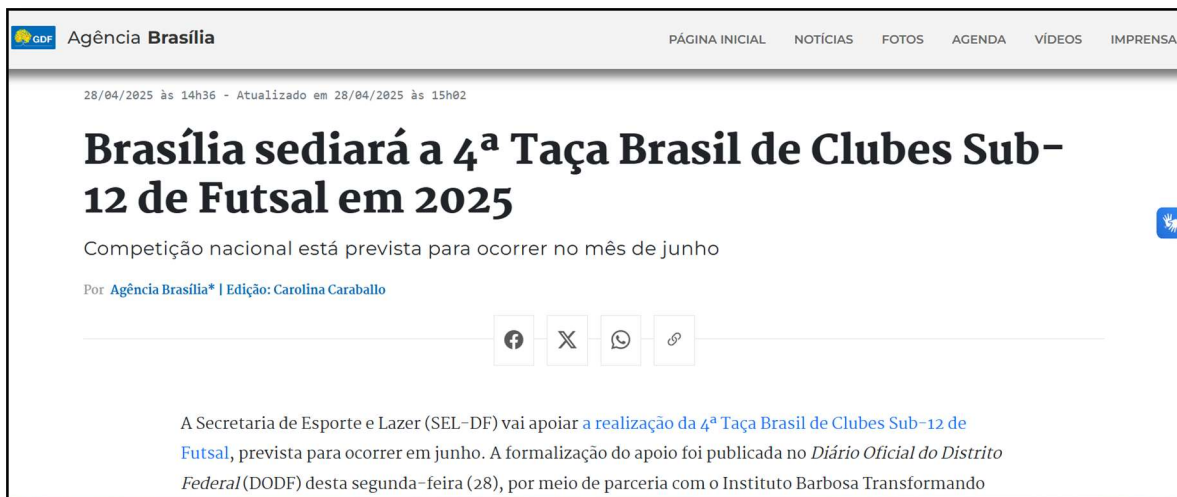 GDF Agência Brasília PÁGINA INICIAL NOTÍCIAS FOTOS AGENDA VÍDEOS IMPRENSA
28/04/2025 às 14h36 - Atualizado em 28/04/2025 às 15h02
Brasília sediará a 4ª Taça Brasil de Clubes Sub-
12 de Futsal em 2025
Competição nacional está prevista para ocorrer no mês de junho
Por Agência Brasília* | Edição: Carolina Caraballo
A Secretaria de Esporte e Lazer (SEL-DF) vai apoiar a realização da 4ª Taça Brasil de Clubes Sub-12 de
Futsal, prevista para ocorrer em junho. A formalização do apoio foi publicada no Diário Oficial do Distrito
Federal (DODF) desta segunda-feira (28), por meio de parceria com o Instituto Barbosa Transformando